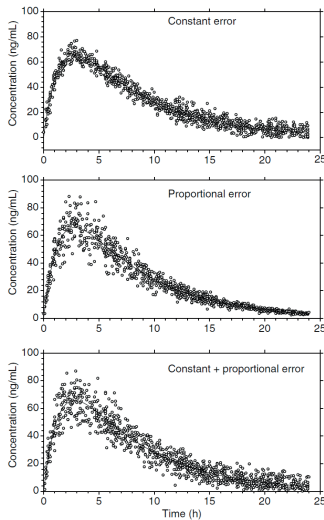 Constant error
Concentration (ng/mL)
100
80
60
40
20
0
0 5 10 15 20 25
Proportional error
Concentration (ng/mL)
100
80
60
40
20
0
0 5 10 15 20 25
Constant + proportional error
Concentration (ng/mL)
100
80
60
40
20
0
0 5 10 15 20 25
Time (h)